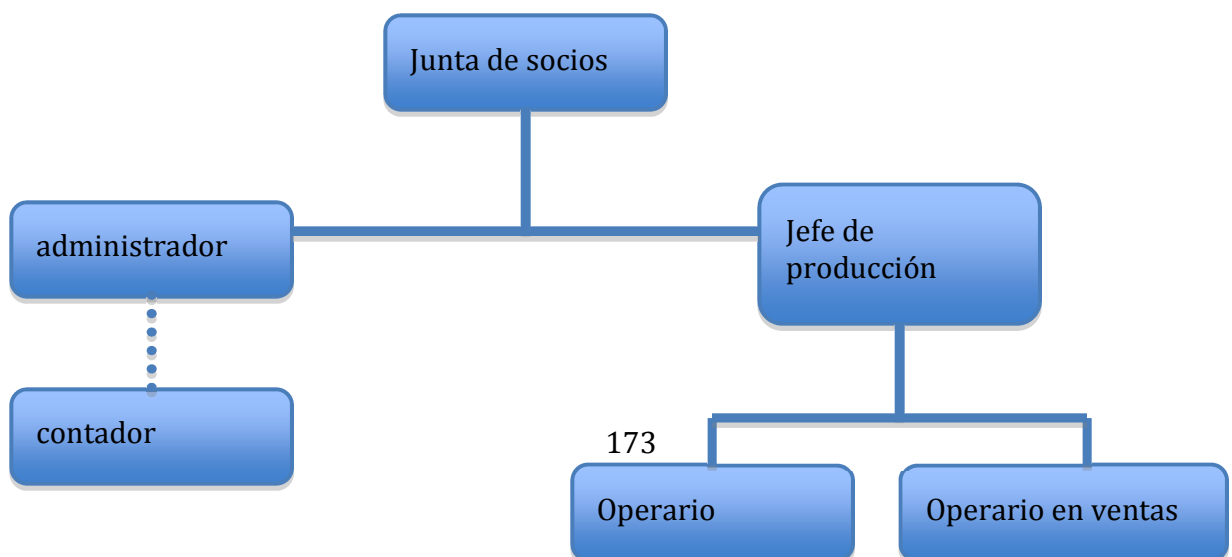 Junta de socios
administrador
Jefe de
producción
contador
173
Operario
Operario en ventas